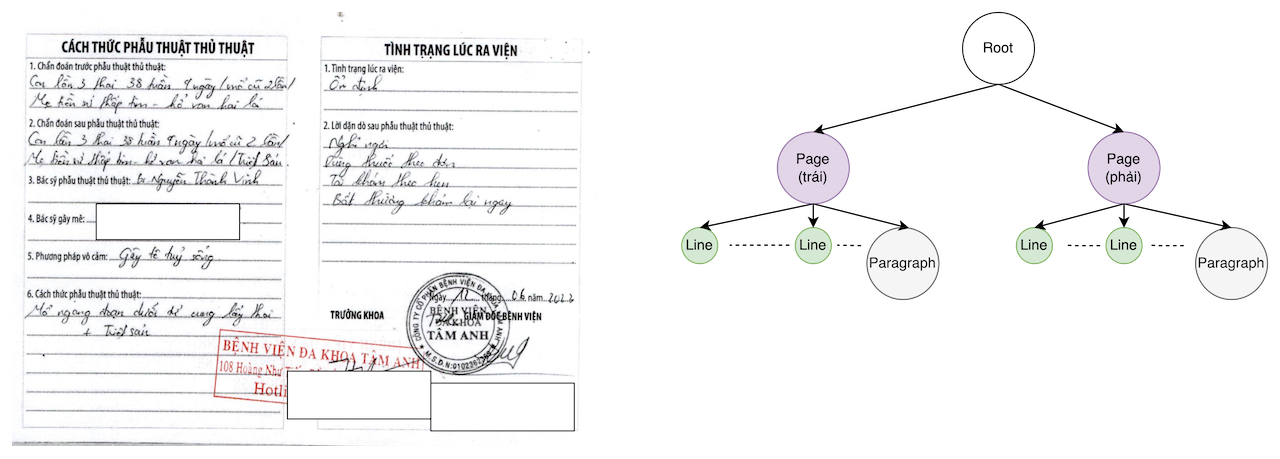 CÁCH THỨC PHẪU THUẬT THỦ THUẬT
1. Chẩn đoán trước phẫu thuật thủ thuật:
Con lần 3 thai 38 tuần 4 ngày/mổ cũ 2 lần/
Mẹ tiền sử thấp tim - hở van hai lá
2. Chẩn đoán sau phẫu thuật thủ thuật:
Con lần 3 thai 38 tuần 4 ngày/mổ cũ 2 lần/
Mẹ tiền sử thấp tim - hở van hai lá/Triệt sản.
3. Bác sỹ phẫu thuật thủ thuật: Bs. Nguyễn Thành Vinh
4. Bác sỹ gây mê:
5. Phương pháp vô cảm: Gây tê tuỷ sống
6. Cách thức phẫu thuật thủ thuật:
Mổ ngang đoạn dưới tử cung lấy thai
+ Triệt sản
TÌNH TRẠNG LÚC RA VIỆN
1. Tình trạng lúc ra viện:
Ổn định
2. Lời dặn dò sau phẫu thuật thủ thuật:
Nghỉ ngơi
Dùng thuốc theo đơn
Tái khám theo hẹn
Bất thường khám lại ngay
Ngày 12 tháng 06 năm 2022
TRƯỞNG KHOA
GIÁM ĐỐC BỆNH VIỆN
CÔNG TY CỔ PHẦN BỆNH VIỆN ĐA KHOA TÂM ANH
BỆNH VIỆN
ĐA KHOA
TÂM ANH
M.S.D.N:
BỆNH VIỆN ĐA KHOA TÂM ANH
108 Hoàng Như
Root
Page
(trái)
Page
(phải)
Line
Line
Paragraph
Line
Line
Paragraph